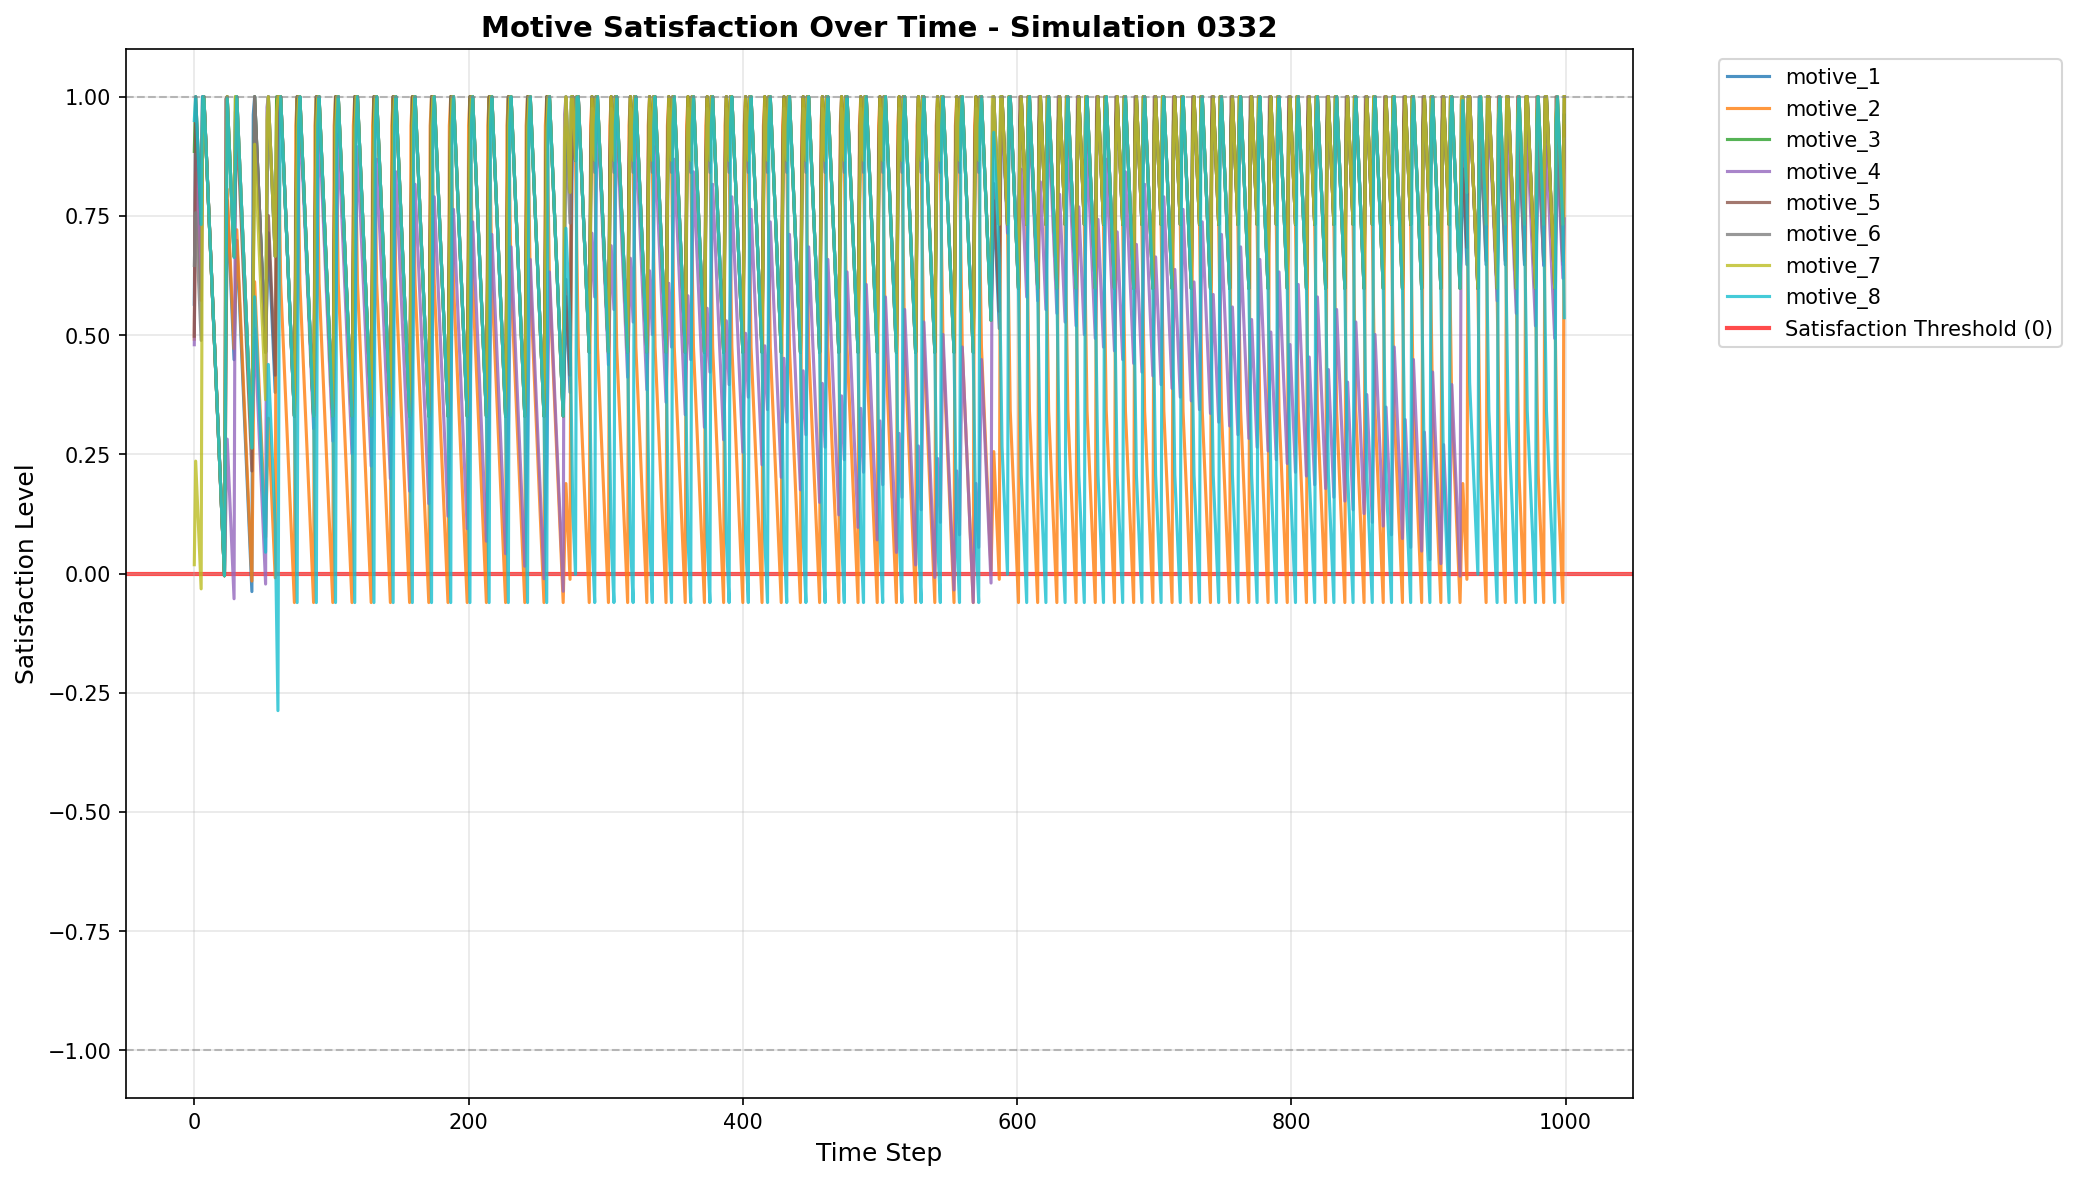 Motive Satisfaction Over Time - Simulation 0332
1.00
0.75
0.50
0.25
0.00
−0.25
−0.50
−0.75
−1.00
Satisfaction Level
0
200
400
600
800
1000
Time Step
motive_1
motive_2
motive_3
motive_4
motive_5
motive_6
motive_7
motive_8
Satisfaction Threshold (0)